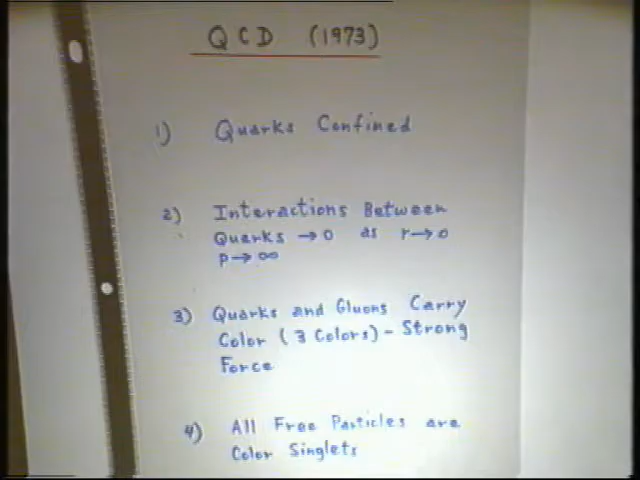 QCD (1973)
1) Quarks Confined
2) Interactions Between
Quarks → 0 as r → 0
p → ∞
3) Quarks and Gluons Carry
Color (3 Colors) - Strong
Force
4) All Free Particles are
Color Singlets